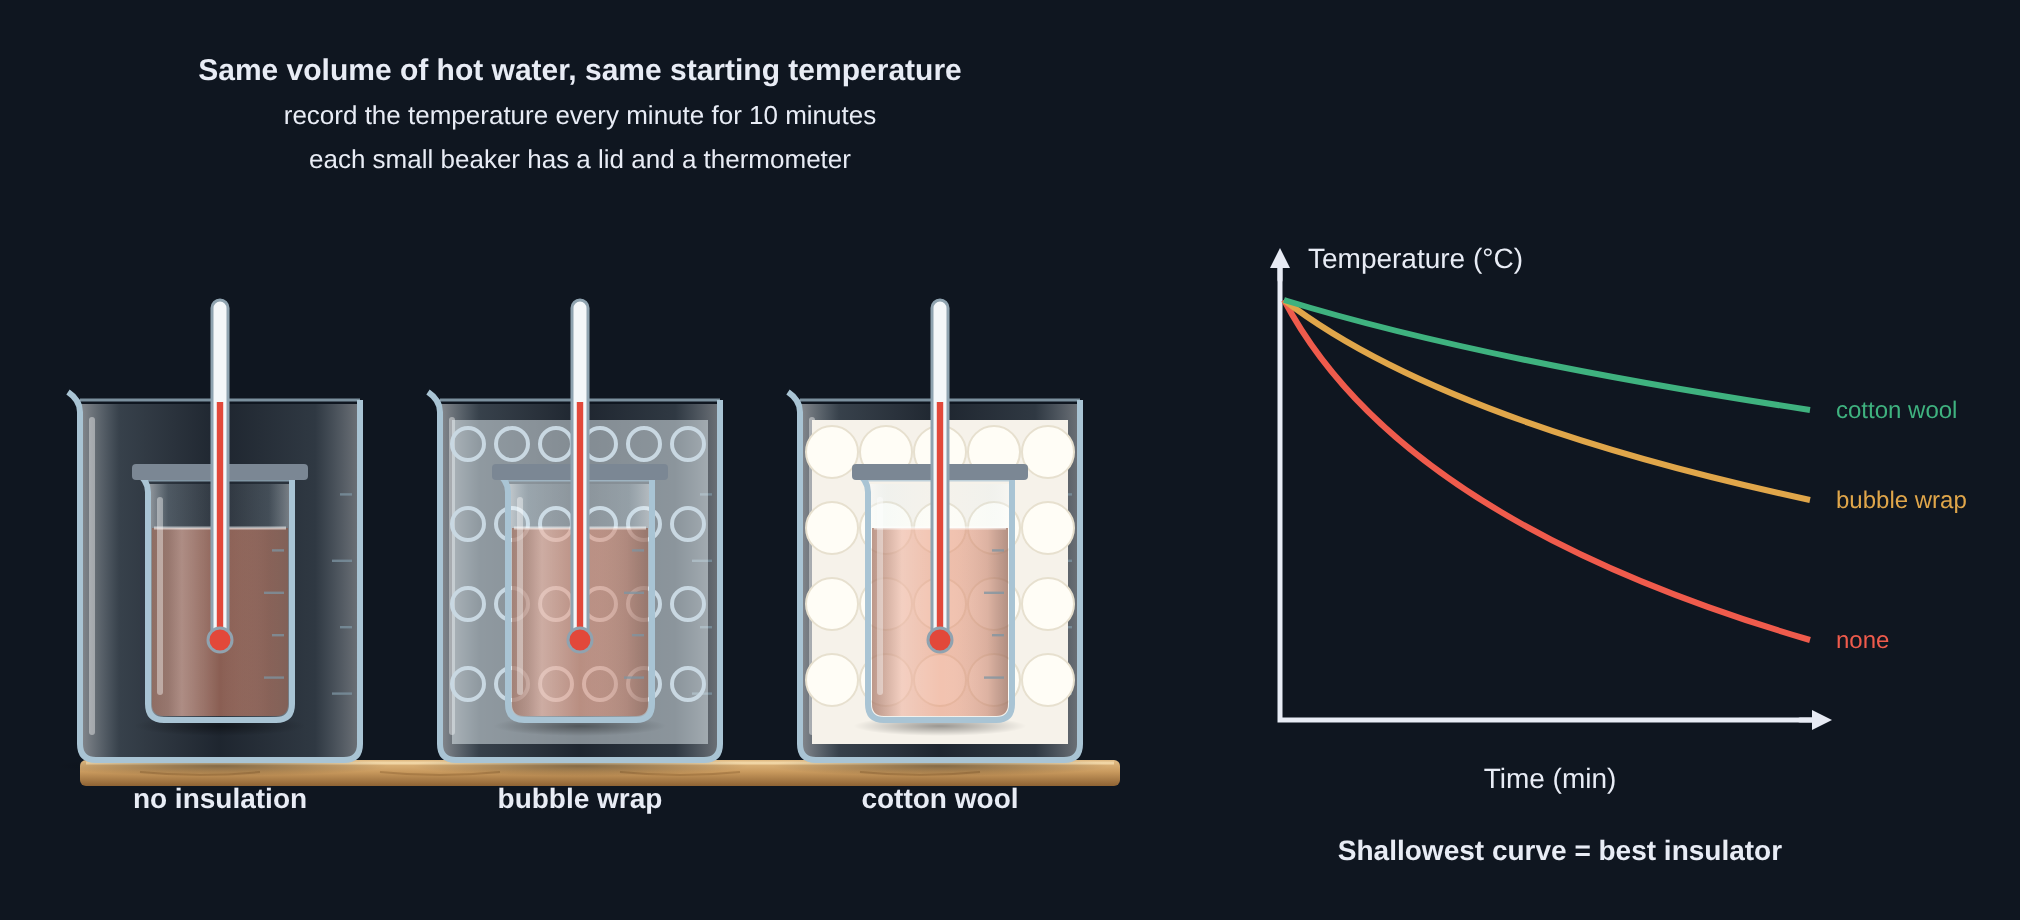 Same volume of hot water, same starting temperature
record the temperature every minute for 10 minutes
each small beaker has a lid and a thermometer
no insulation
bubble wrap
cotton wool
Temperature (°C)
cotton wool
bubble wrap
none
Time (min)
Shallowest curve = best insulator